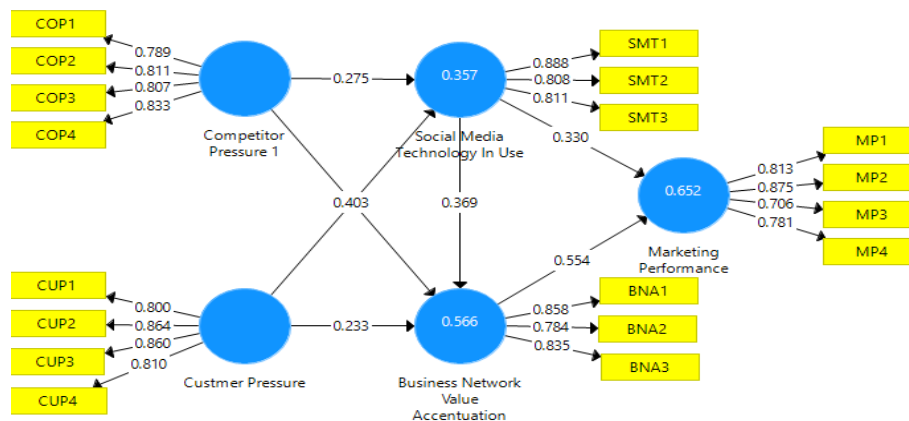 COP1
COP2
COP3
COP4
0.789
0.811
0.807
0.833
Competitor
Pressure 1
0.275
0.357
Social Media
Technology In Use
0.888
0.808
0.811
SMT1
SMT2
SMT3
0.330
0.403
0.369
0.652
Marketing
Performance
0.813
0.875
0.706
0.781
MP1
MP2
MP3
MP4
0.554
CUP1
CUP2
CUP3
CUP4
0.800
0.864
0.860
0.810
Custmer Pressure
0.233
0.566
Business Network
Value
Accentuation
0.858
0.784
0.835
BNA1
BNA2
BNA3